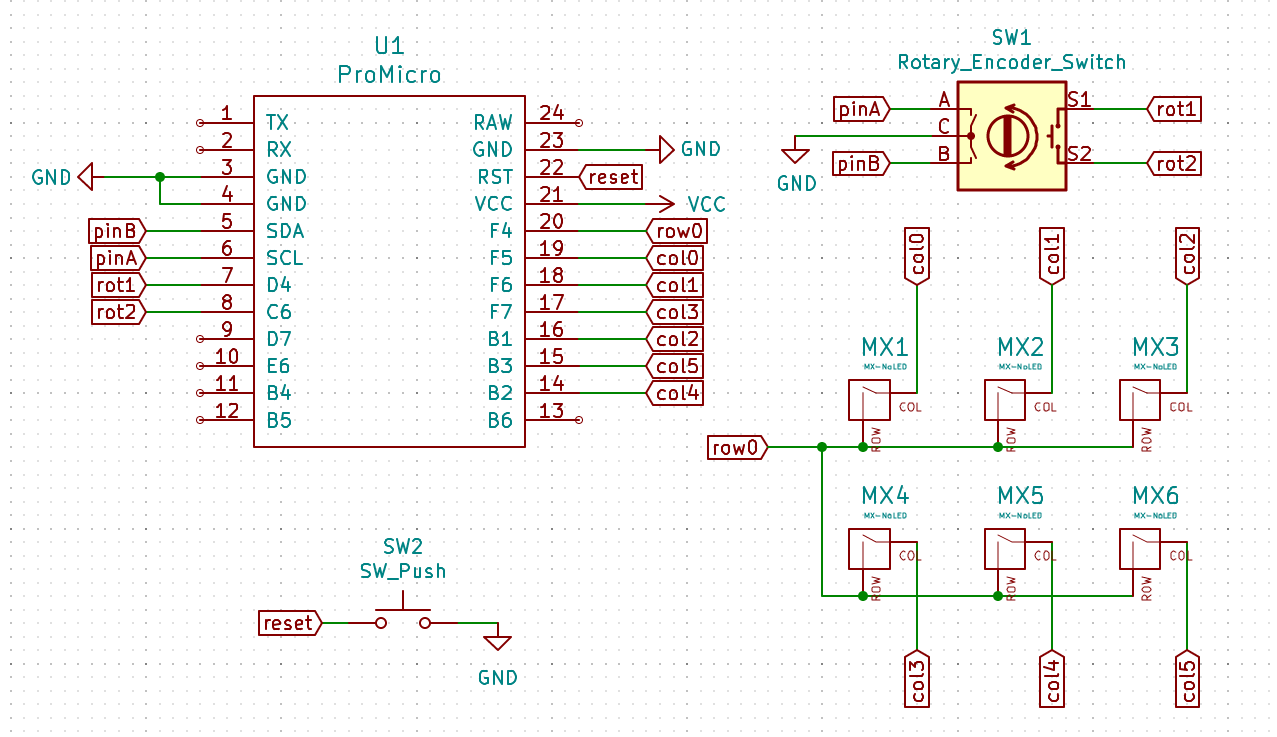 U1
ProMicro
1 TX RAW 24
2 RX GND 23 GND
GND 3 GND RST 22 reset
4 GND VCC 21 VCC
pinB 5 SDA F4 20 row0
pinA 6 SCL F5 19 col0
rot1 7 D4 F6 18 col1
rot2 8 C6 F7 17 col3
9 D7 B1 16 col2
10 E6 B3 15 col5
11 B4 B2 14 col4
12 B5 B6 13
SW1
Rotary_Encoder_Switch
pinA A S1 rot1
C
GND
pinB B S2 rot2
col0 col1 col2
MX1 MX2 MX3
MX-NoLED MX-NoLED MX-NoLED
COL COL COL
ROW ROW ROW
row0
MX4 MX5 MX6
MX-NoLED MX-NoLED MX-NoLED
COL COL COL
ROW ROW ROW
col3 col4 col5
SW2
SW_Push
reset
GND